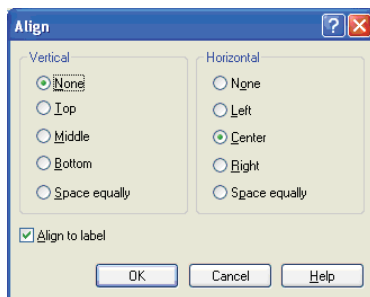 Align
Vertical
None
Top
Middle
Bottom
Space equally
Horizontal
None
Left
Center
Right
Space equally
Align to label
OK
Cancel
Help